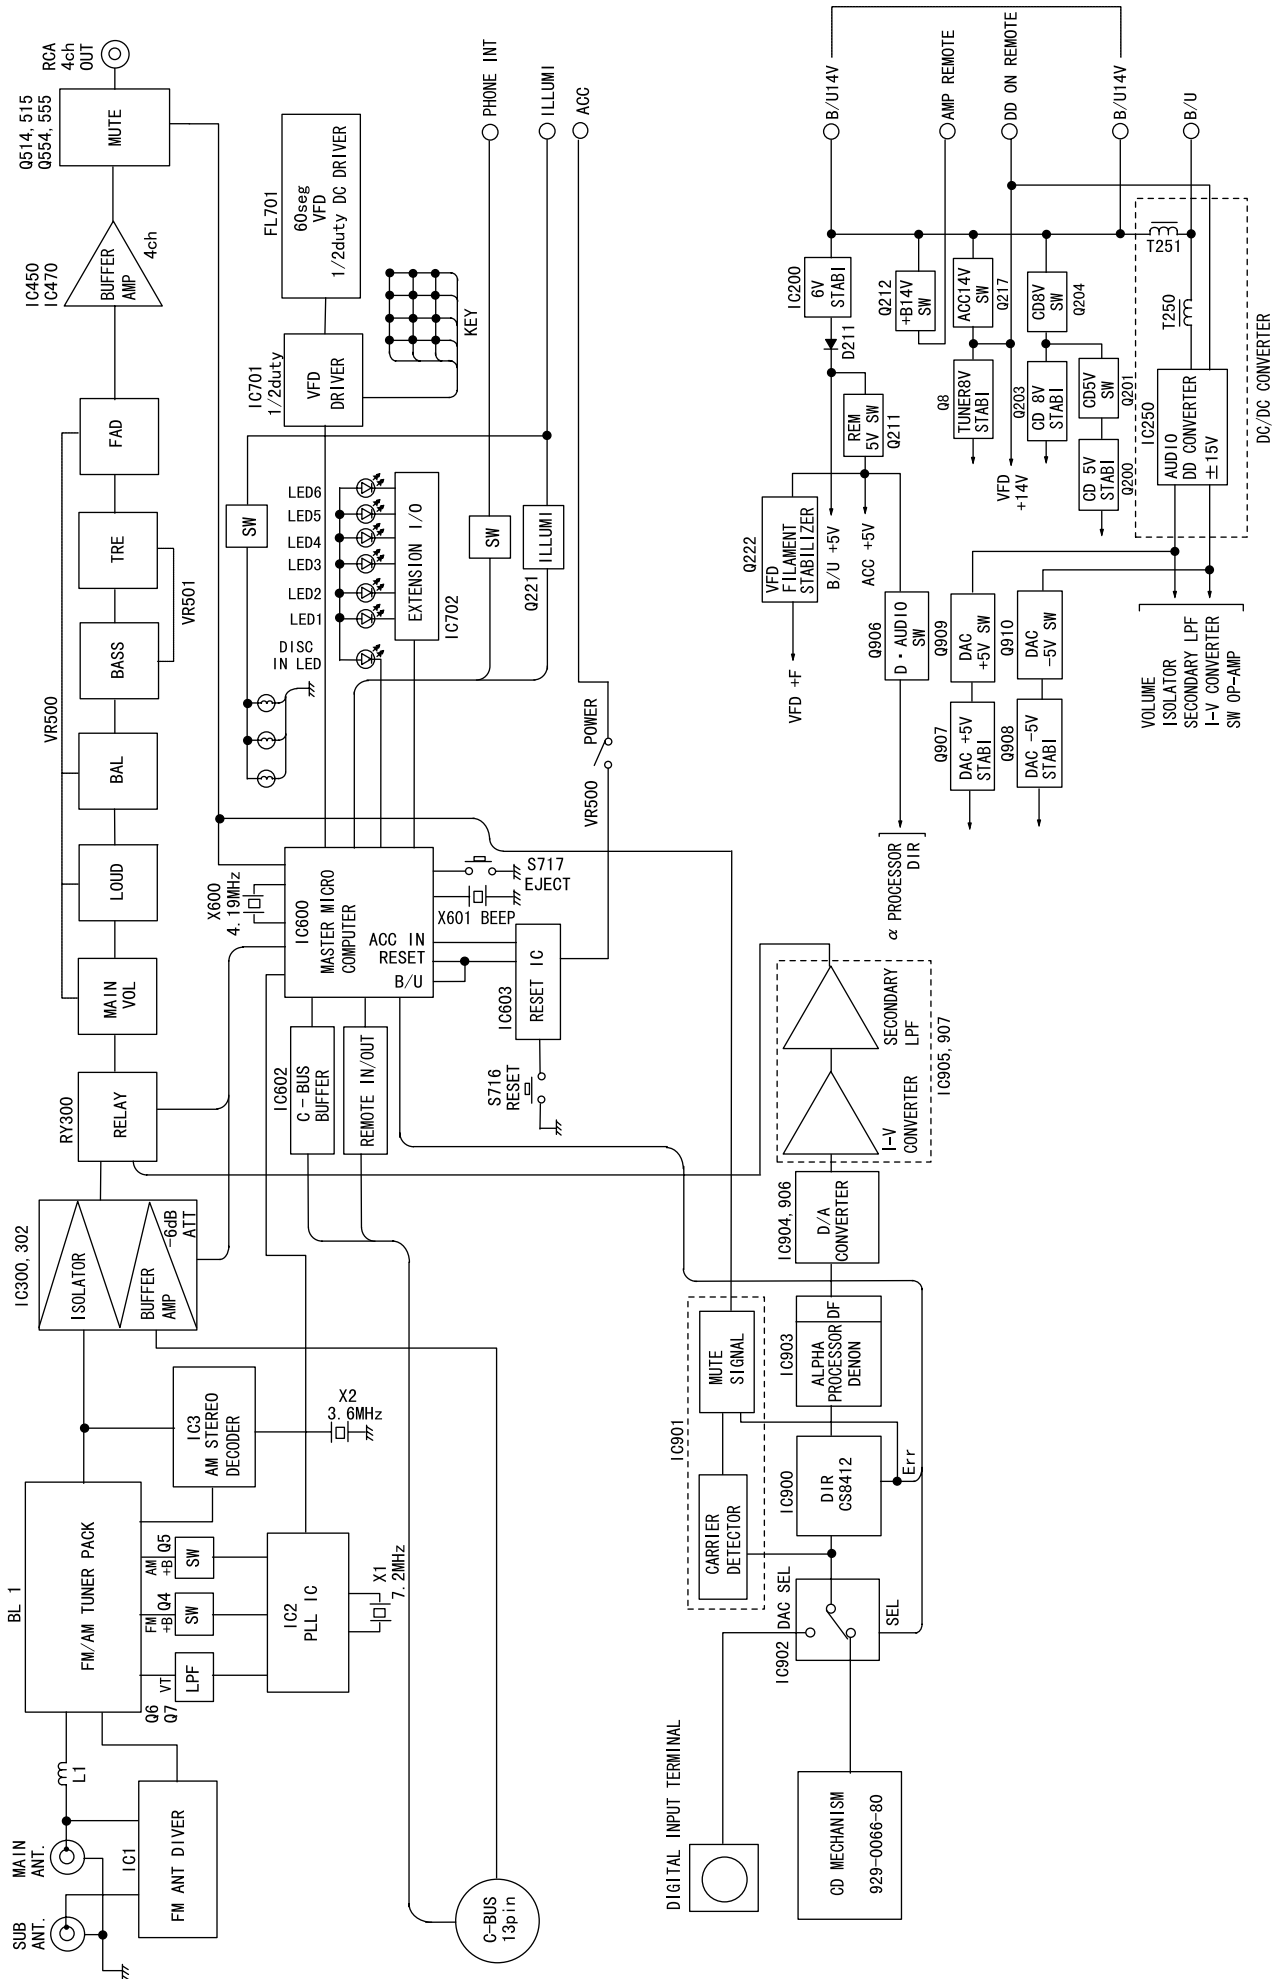 RCA
4ch
OUT
Q514, 515
Q554, 555
MUTE
IC450
IC470
BUFFER
AMP
4ch
FAD
TRE
BASS
BAL
LOUD
MAIN
VOL
VR500
VR501
RY300
RELAY
IC300, 302
ISOLATOR
BUFFER
AMP
-6dB
ATT
BL 1
FM/AM TUNER PACK
IC3
AM STEREO
DECODER
X2
3.6MHz
AM
+B
Q5
SW
FM
+B
Q4
SW
VT
LPF
Q6
Q7
IC2
PLL IC
X1
7.2MHz
L1
MAIN
ANT.
SUB
ANT.
IC1
FM ANT DIVER
C-BUS
13pin
PHONE INT
ILLUMI
ACC
FL701
60seg
VFD
1/2duty DC DRIVER
IC701
1/2duty
VFD
DRIVER
KEY
SW
LED6
LED5
LED4
LED3
LED2
LED1
DISC
IN LED
EXTENSION I/O
IC702
SW
ILLUMI
Q221
POWER
VR500
X600
4.19MHz
IC600
MASTER MICRO
COMPUTER
ACC IN
RESET
B/U
S717
EJECT
X601 BEEP
IC603
RESET IC
S716
RESET
IC602
C-BUS
BUFFER
REMOTE IN/OUT
B/U14V
AMP REMOTE
DD ON REMOTE
B/U14V
B/U
IC200
6V
STABI
D211
Q212
+B14V
SW
ACC14V
SW
Q217
CD8V
SW
Q204
T251
T250
DC/DC CONVERTER
REM
5V SW
Q211
Q8
TUNER8V
STABI
Q203
CD 8V
STABI
CD5V
SW
Q201
CD 5V
STABI
Q200
VFD
+14V
IC250
AUDIO
DD CONVERTER
±15V
Q222
VFD
FILAMENT
STABILIZER
B/U +5V
ACC +5V
VFD +F
Q906
D・AUDIO
SW
Q909
DAC
+5V SW
Q910
DAC
-5V SW
Q907
DAC +5V
STABI
Q908
DAC -5V
STABI
VOLUME
ISOLATOR
SECONDARY LPF
I-V CONVERTER
SW OP-AMP
α PROCESSOR
DIR
SECONDARY
LPF
I-V
CONVERTER
IC905, 907
IC904, 906
D/A
CONVERTER
IC903
DF
ALPHA
PROCESSOR
DENON
IC901
MUTE
SIGNAL
CARRIER
DETECTOR
IC900
DIR
CS8412
Err
IC902 DAC SEL
SEL
DIGITAL INPUT TERMINAL
CD MECHANISM
929-0066-80